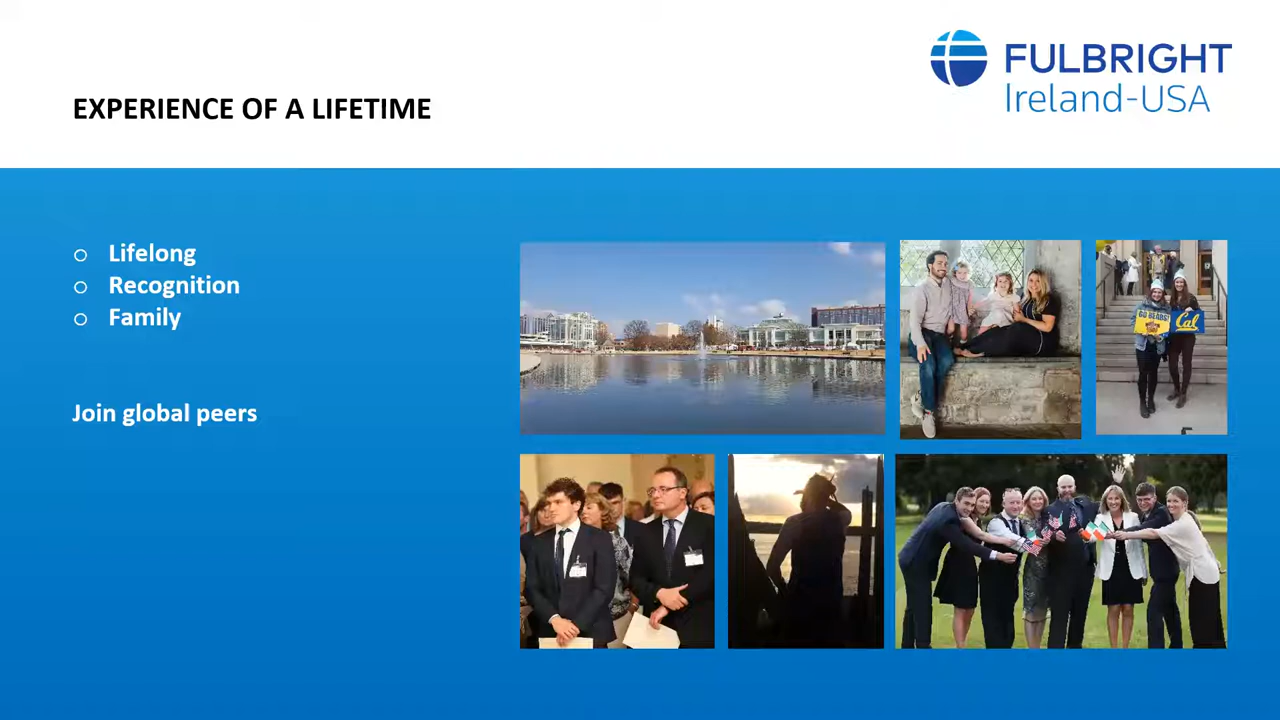 FULBRIGHT
Ireland-USA
EXPERIENCE OF A LIFETIME
Lifelong
Recognition
Family
Join global peers
GO BEARS!
Cal